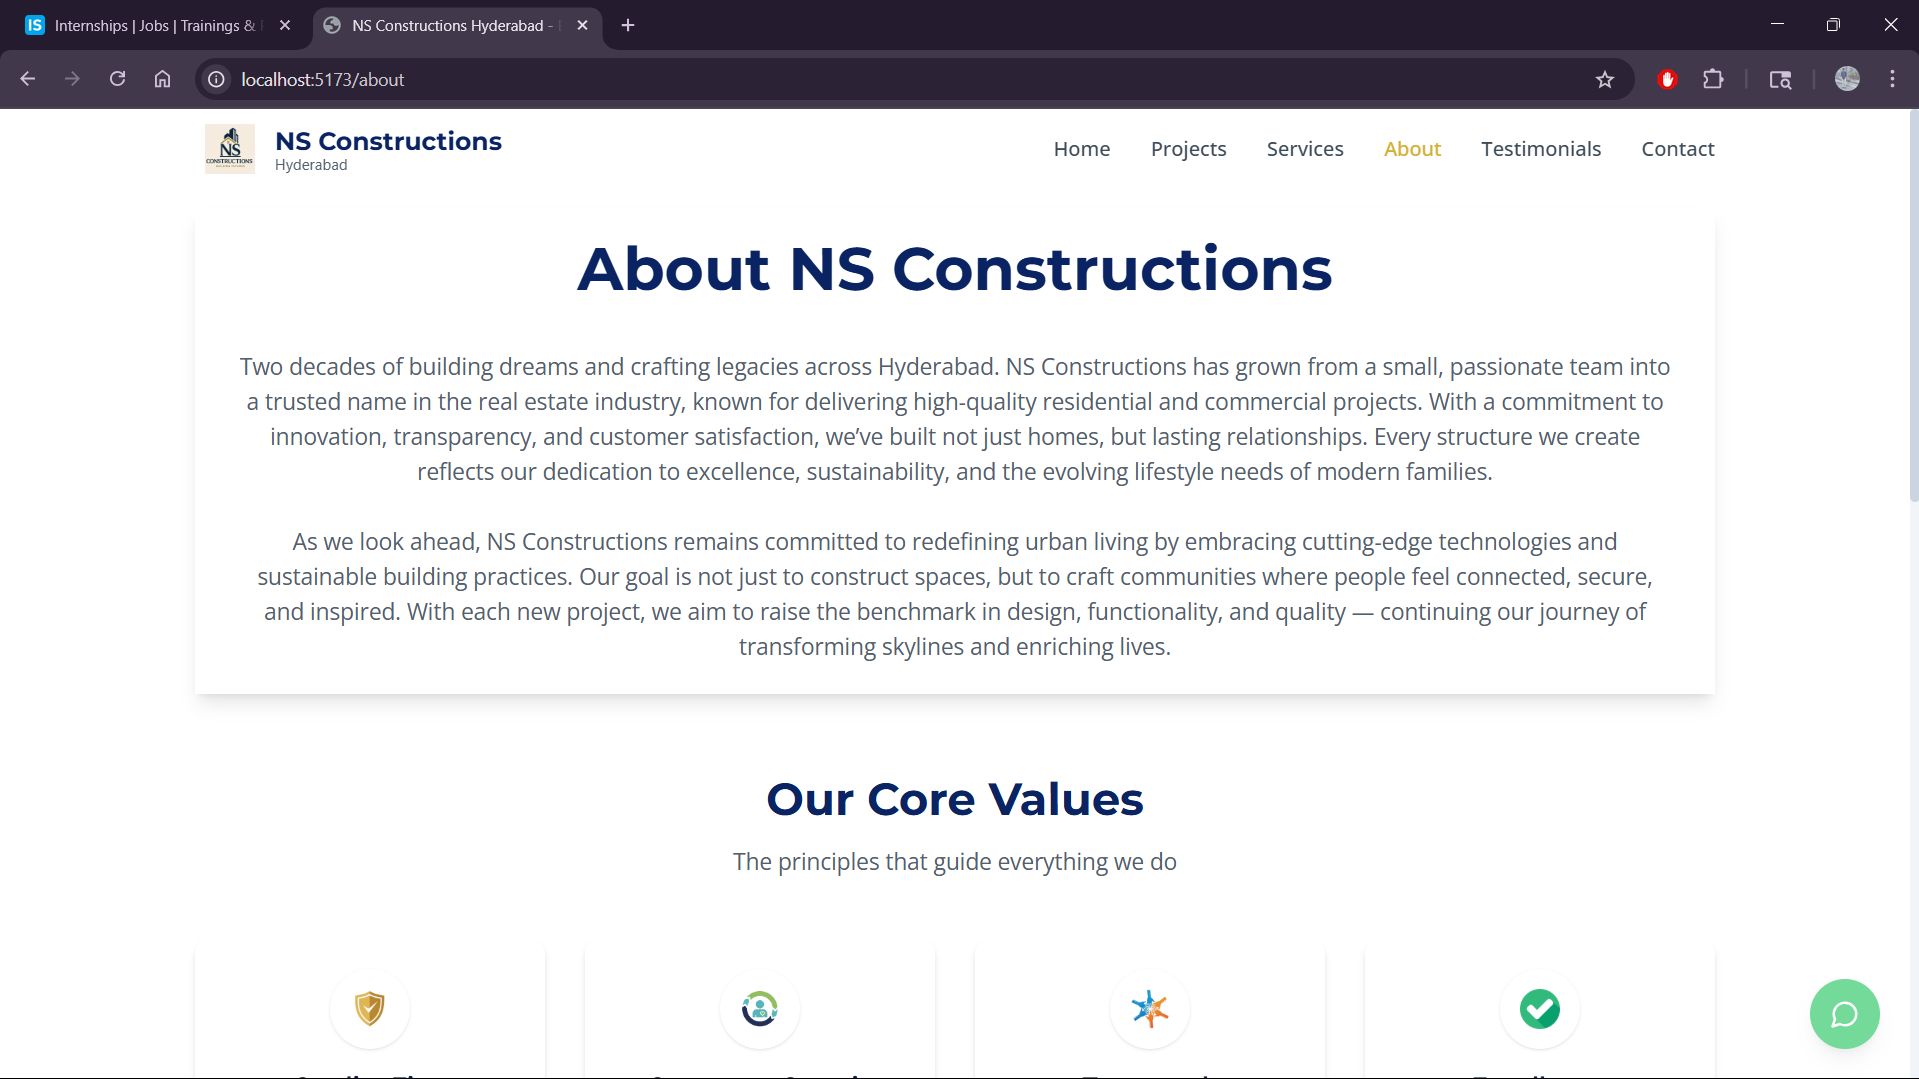 Internships | Jobs | Trainings &
NS Constructions Hyderabad -
localhost:5173/about
NS
CONSTRUCTIONS
NS Constructions
Hyderabad
Home
Projects
Services
About
Testimonials
Contact
About NS Constructions
Two decades of building dreams and crafting legacies across Hyderabad. NS Constructions has grown from a small, passionate team into
a trusted name in the real estate industry, known for delivering high-quality residential and commercial projects. With a commitment to
innovation, transparency, and customer satisfaction, we’ve built not just homes, but lasting relationships. Every structure we create
reflects our dedication to excellence, sustainability, and the evolving lifestyle needs of modern families.
As we look ahead, NS Constructions remains committed to redefining urban living by embracing cutting-edge technologies and
sustainable building practices. Our goal is not just to construct spaces, but to craft communities where people feel connected, secure,
and inspired. With each new project, we aim to raise the benchmark in design, functionality, and quality — continuing our journey of
transforming skylines and enriching lives.
Our Core Values
The principles that guide everything we do